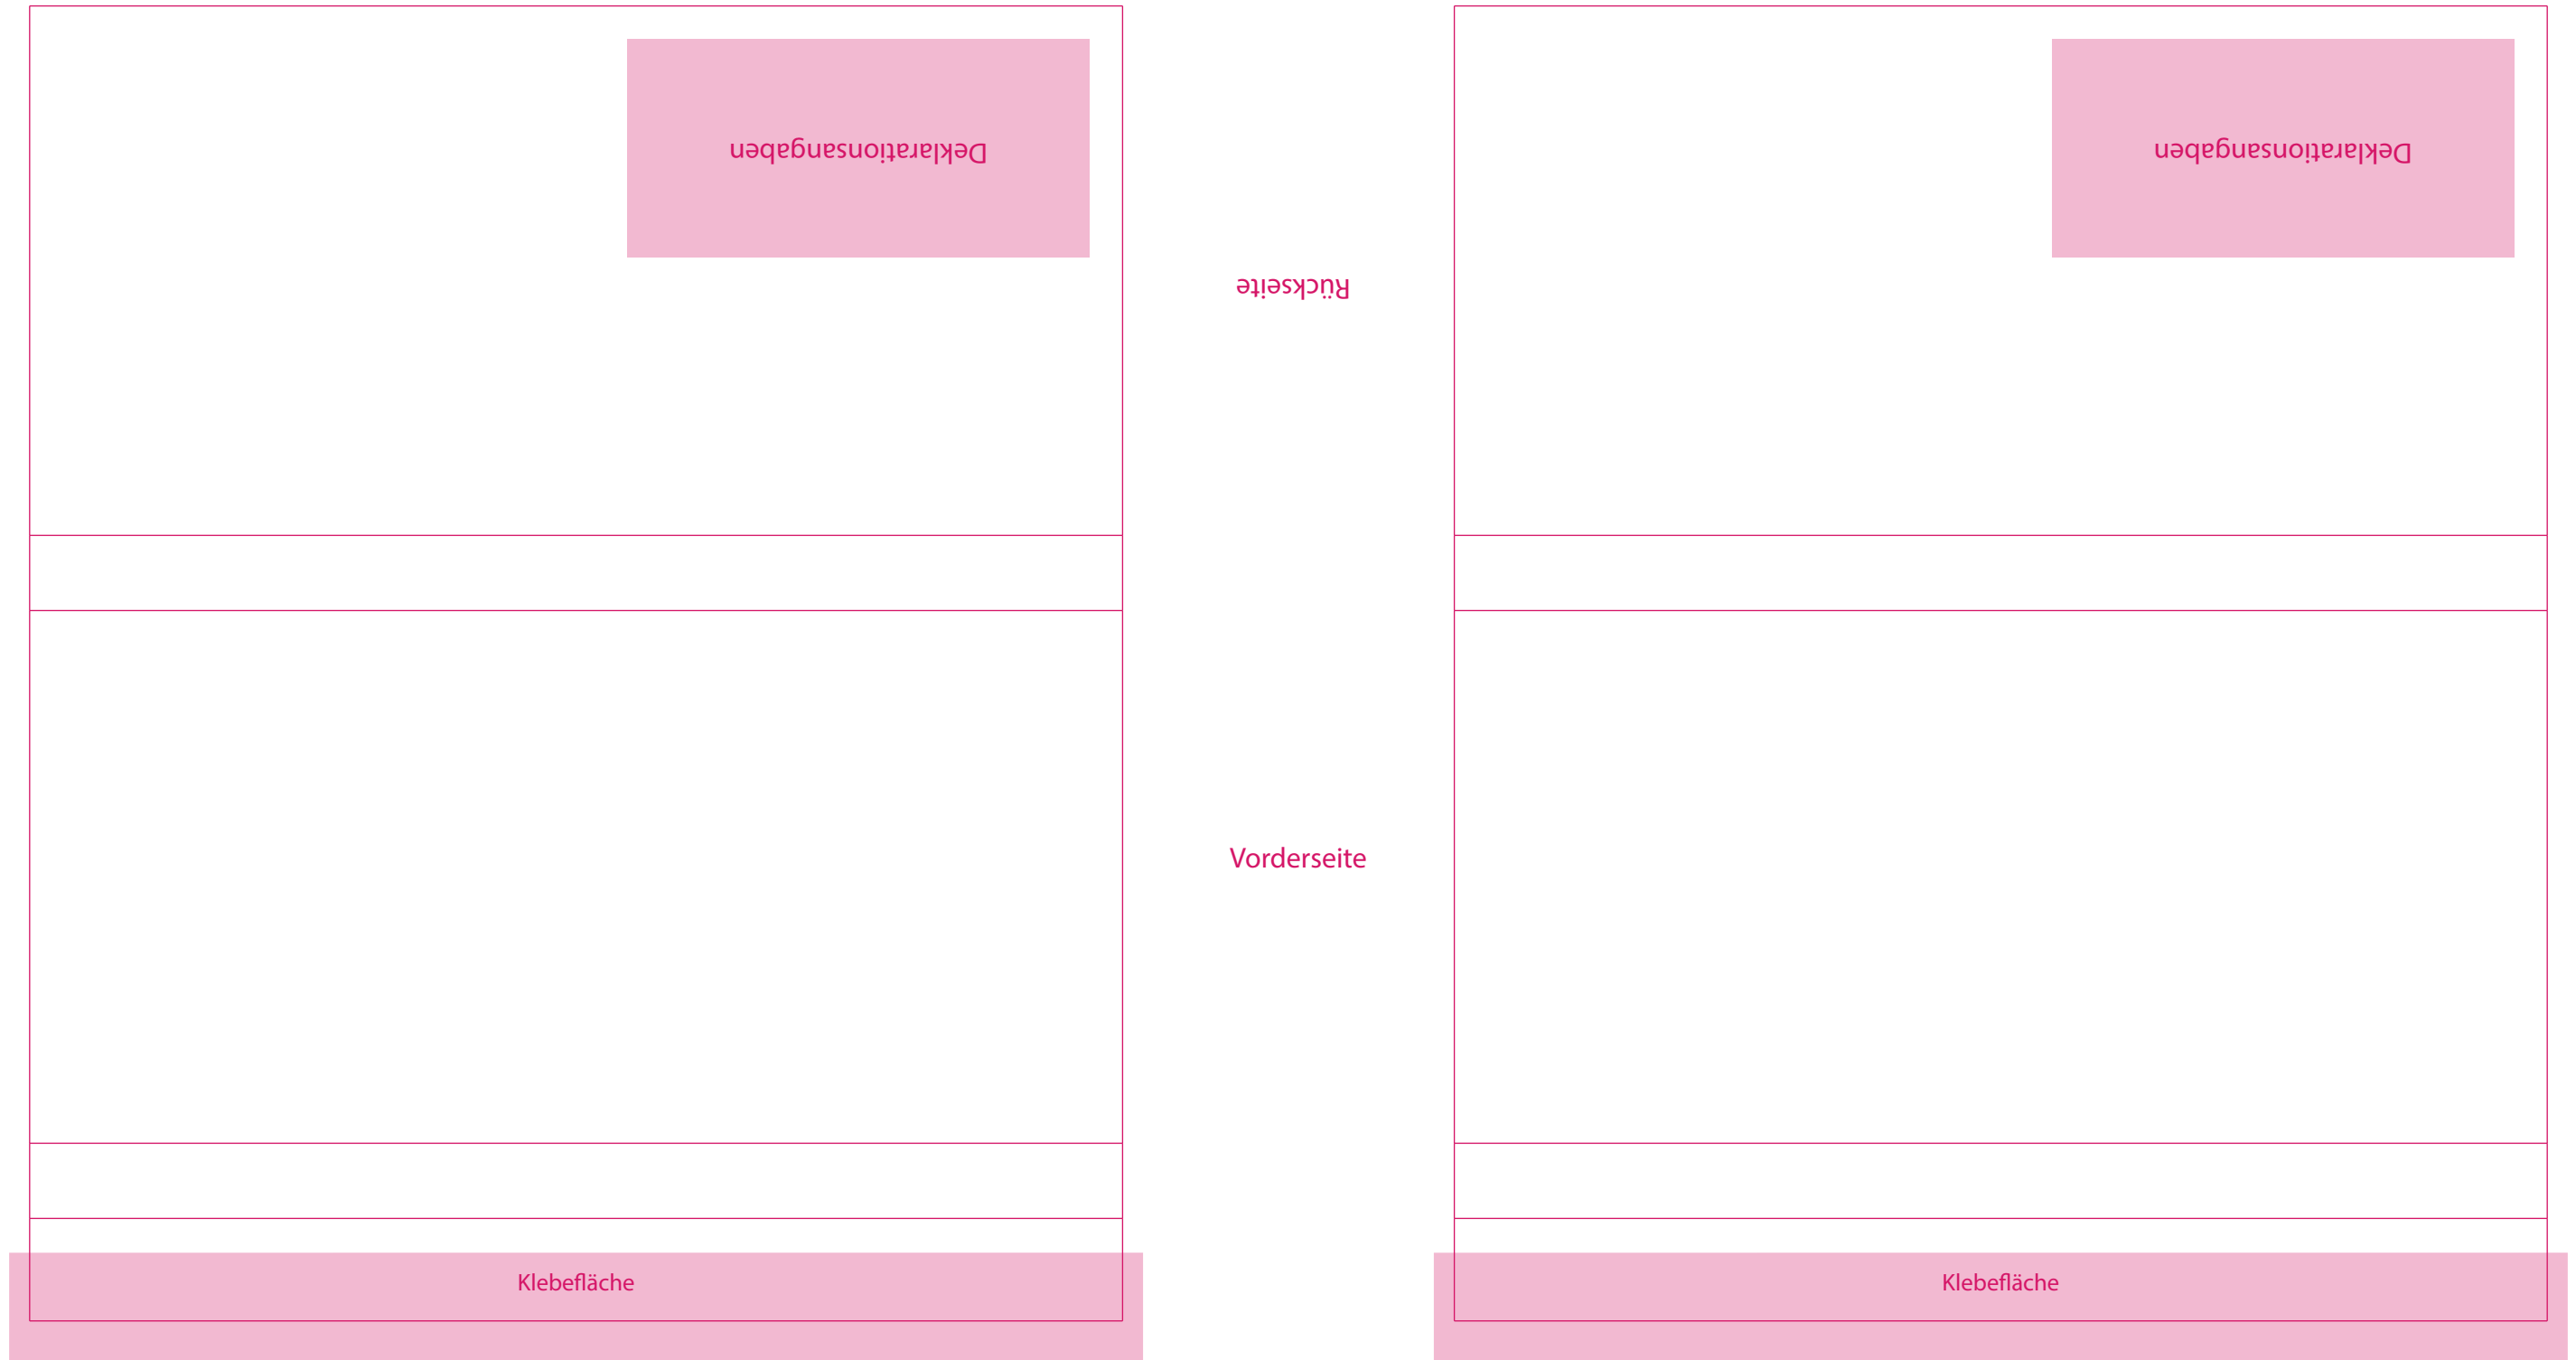 Deklarationsangaben
Deklarationsangaben
Rückseite
Vorderseite
Klebefläche
Klebefläche